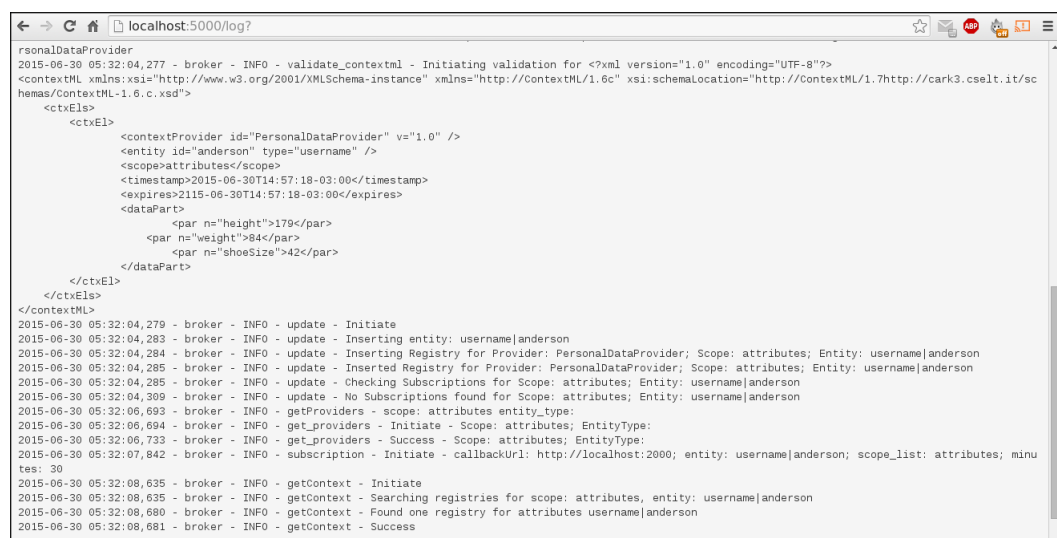 localhost:5000/log?
ABP
off
rsonalDataProvider
2015-06-30 05:32:04,277 - broker - INFO - validate_contextml - Initiating validation for <?xml version="1.0" encoding="UTF-8"?>
<contextML xmlns:xsi="http://www.w3.org/2001/XMLSchema-instance" xmlns="http://ContextML/1.6c" xsi:schemaLocation="http://ContextML/1.7http://cark3.cselt.it/sc
hemas/ContextML-1.6.c.xsd">
<ctxEls>
<ctxEl>
<contextProvider id="PersonalDataProvider" v="1.0" />
<entity id="anderson" type="username" />
<scope>attributes</scope>
<timestamp>2015-06-30T14:57:18-03:00</timestamp>
<expires>2115-06-30T14:57:18-03:00</expires>
<dataPart>
<par n="height">179</par>
<par n="weight">84</par>
<par n="shoeSize">42</par>
</dataPart>
</ctxEl>
</ctxEls>
</contextML>
2015-06-30 05:32:04,279 - broker - INFO - update - Initiate
2015-06-30 05:32:04,283 - broker - INFO - update - Inserting entity: username|anderson
2015-06-30 05:32:04,284 - broker - INFO - update - Inserting Registry for Provider: PersonalDataProvider; Scope: attributes; Entity: username|anderson
2015-06-30 05:32:04,285 - broker - INFO - update - Inserted Registry for Provider: PersonalDataProvider; Scope: attributes; Entity: username|anderson
2015-06-30 05:32:04,285 - broker - INFO - update - Checking Subscriptions for Scope: attributes; Entity: username|anderson
2015-06-30 05:32:04,309 - broker - INFO - update - No Subscriptions found for Scope: attributes; Entity: username|anderson
2015-06-30 05:32:06,693 - broker - INFO - getProviders - scope: attributes entity_type:
2015-06-30 05:32:06,694 - broker - INFO - get_providers - Initiate - Scope: attributes; EntityType:
2015-06-30 05:32:06,733 - broker - INFO - get_providers - Success - Scope: attributes; EntityType:
2015-06-30 05:32:07,842 - broker - INFO - subscription - Initiate - callbackUrl: http://localhost:2000; entity: username|anderson; scope_list: attributes; minu
tes: 30
2015-06-30 05:32:08,635 - broker - INFO - getContext - Initiate
2015-06-30 05:32:08,635 - broker - INFO - getContext - Searching registries for scope: attributes, entity: username|anderson
2015-06-30 05:32:08,680 - broker - INFO - getContext - Found one registry for attributes username|anderson
2015-06-30 05:32:08,681 - broker - INFO - getContext - Success